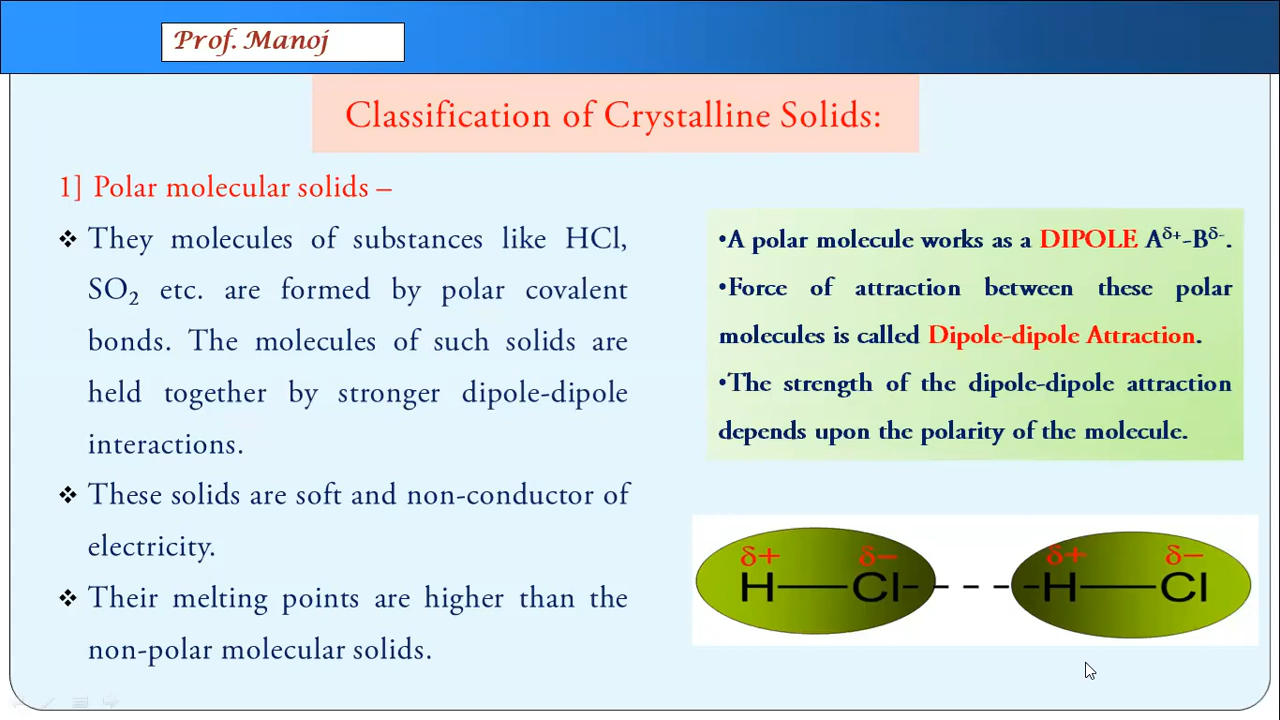 Prof. Manoj
Classification of Crystalline Solids:
1] Polar molecular solids –
❖ They molecules of substances like HCl,
SO₂ etc. are formed by polar covalent
bonds. The molecules of such solids are
held together by stronger dipole-dipole
interactions.
❖ These solids are soft and non-conductor of
electricity.
❖ Their melting points are higher than the
non-polar molecular solids.
•A polar molecule works as a DIPOLE Aᵟ⁺-Bᵟ⁻.
•Force of attraction between these polar
molecules is called Dipole-dipole Attraction.
•The strength of the dipole-dipole attraction
depends upon the polarity of the molecule.
δ+ δ− δ+ δ−
H—Cl- - - -H—Cl